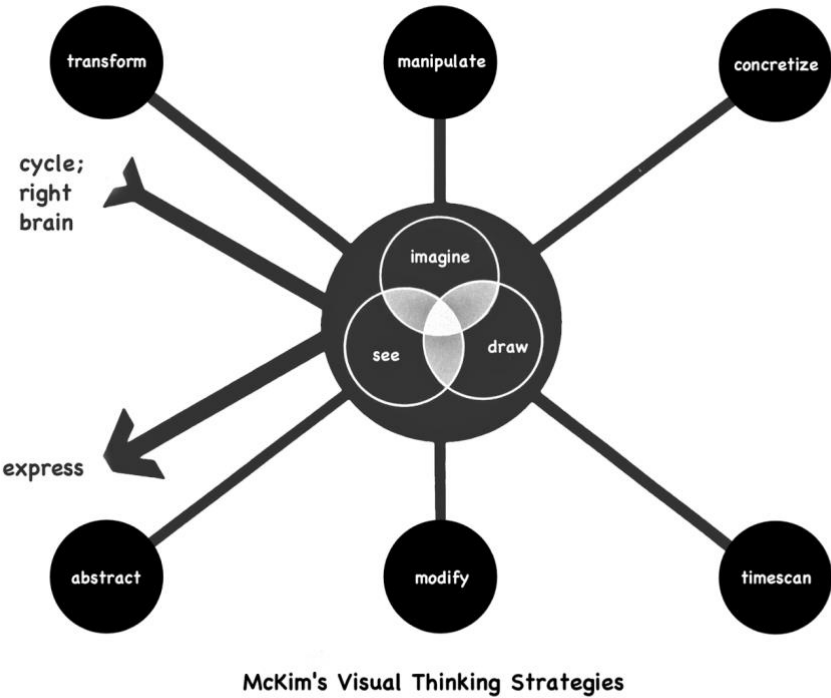 transform
manipulate
concretize
cycle;
right
brain
imagine
see
draw
express
abstract
modify
timescan
McKim's Visual Thinking Strategies